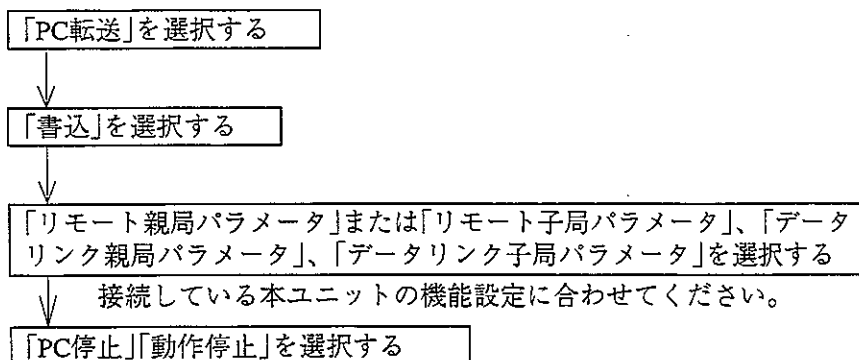 「PC転送」を選択する
「書込」を選択する
「リモート親局パラメータ」または「リモート子局パラメータ」、「データ
リンク親局パラメータ」、「データリンク子局パラメータ」を選択する
接続している本ユニットの機能設定に合わせてください。
「PC停止」「動作停止」を選択する